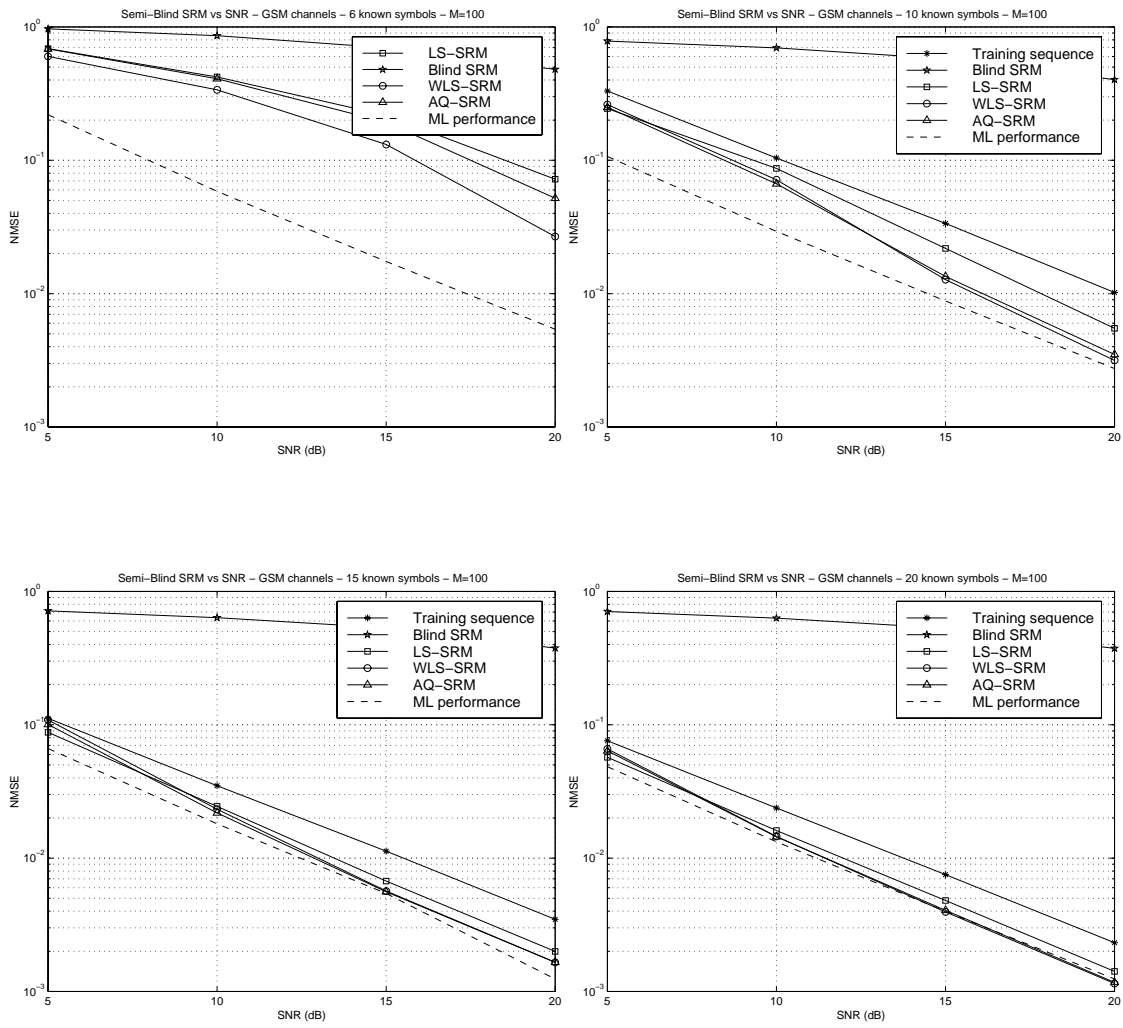 Semi−Blind SRM vs SNR − GSM channels − 6 known symbols − M=100
10^0
10^−1
10^−2
10^−3
NMSE
5
10
15
20
SNR (dB)
LS−SRM
Blind SRM
WLS−SRM
AQ−SRM
ML performance
Semi−Blind SRM vs SNR − GSM channels − 10 known symbols − M=100
10^0
10^−1
10^−2
10^−3
NMSE
5
10
15
20
SNR (dB)
Training sequence
Blind SRM
LS−SRM
WLS−SRM
AQ−SRM
ML performance
Semi−Blind SRM vs SNR − GSM channels − 15 known symbols − M=100
10^0
10^−1
10^−2
10^−3
NMSE
5
10
15
20
SNR (dB)
Training sequence
Blind SRM
LS−SRM
WLS−SRM
AQ−SRM
ML performance
Semi−Blind SRM vs SNR − GSM channels − 20 known symbols − M=100
10^0
10^−1
10^−2
10^−3
NMSE
5
10
15
20
SNR (dB)
Training sequence
Blind SRM
LS−SRM
WLS−SRM
AQ−SRM
ML performance